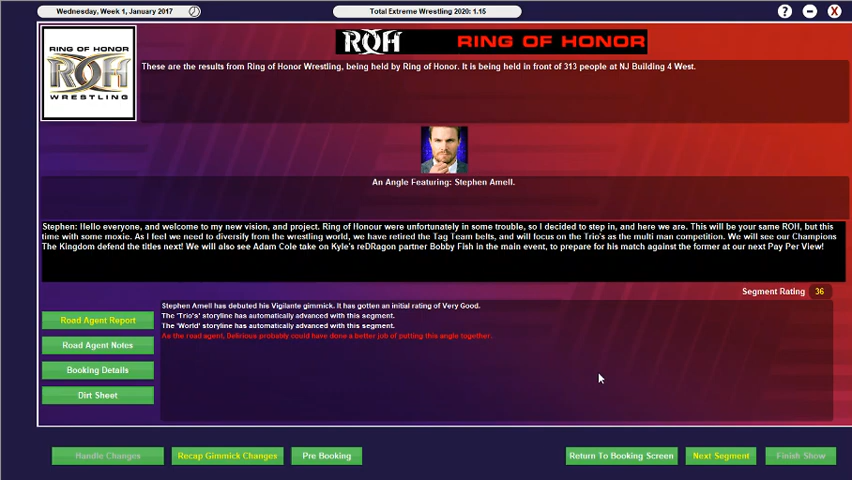 Wednesday, Week 1, January 2017
Total Extreme Wrestling 2020: 1.15
?
X
RING OF HONOR
ROH
WRESTLING
ROH RING OF HONOR
These are the results from Ring of Honor Wrestling, being held by Ring of Honor. It is being held in front of 313 people at NJ Building 4 West.
An Angle Featuring: Stephen Amell.
Stephen: Hello everyone, and welcome to my new vision, and project. Ring of Honour were unfortunately in some trouble, so I decided to step in, and here we are. This will be your same ROH, but this
time with some moxie. As I feel we need to diversify from the wrestling world, we have retired the Tag Team belts, and will focus on the Trio's as the multi man competition. We will see our Champions
The Kingdom defend the titles next! We will also see Adam Cole take on Kyle's reDRagon partner Bobby Fish in the main event, to prepare for his match against the former at our next Pay Per View!
Segment Rating 36
Road Agent Report
Road Agent Notes
Booking Details
Dirt Sheet
Stephen Amell has debuted his Vigilante gimmick. It has gotten an initial rating of Very Good.
The 'Trio's' storyline has automatically advanced with this segment.
The 'World' storyline has automatically advanced with this segment.
As the road agent, Delirious probably could have done a better job of putting this angle together.
Handle Changes
Recap Gimmick Changes
Pre Booking
Return To Booking Screen
Next Segment
Finish Show